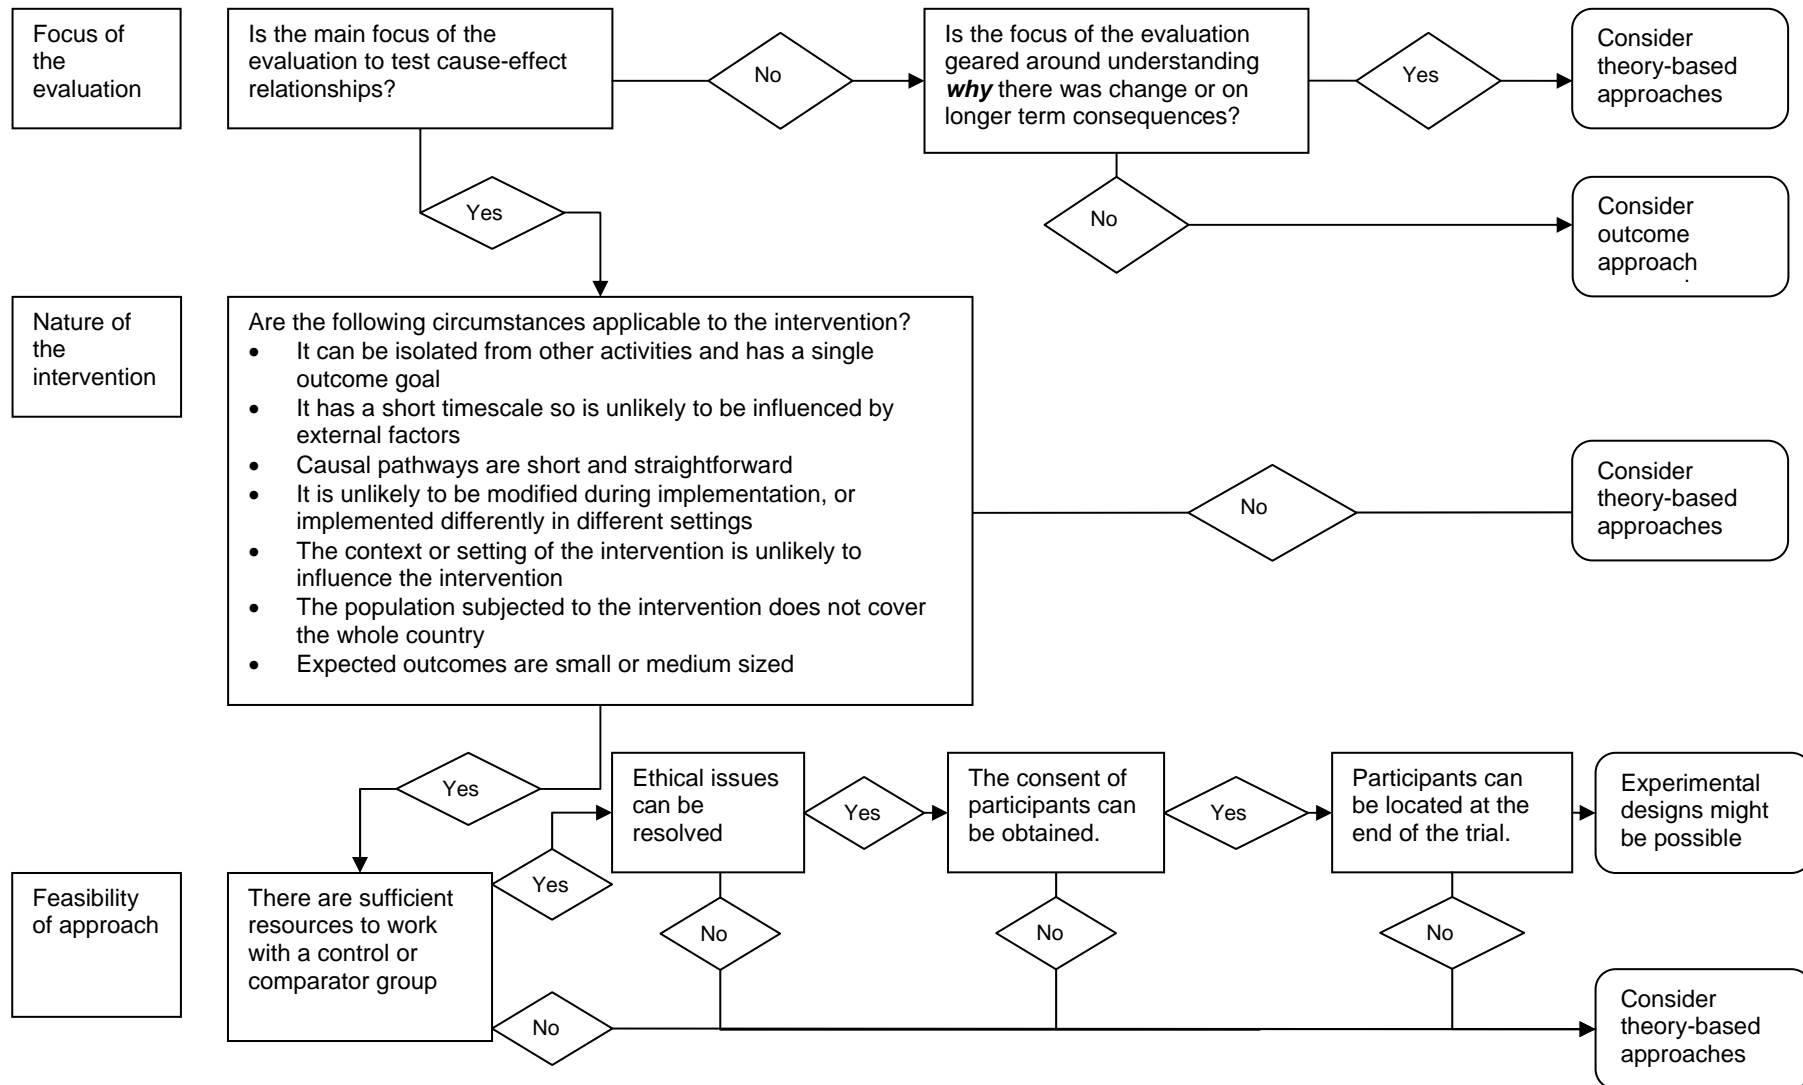 Focus of
the
evaluation
Is the main focus of the
evaluation to test cause-effect
relationships?
No
Is the focus of the evaluation
geared around understanding
why there was change or on
longer term consequences?
Yes
Consider
theory-based
approaches
Yes
No
Consider
outcome
approach
Nature of
the
intervention
Are the following circumstances applicable to the intervention?
• It can be isolated from other activities and has a single
outcome goal
• It has a short timescale so is unlikely to be influenced by
external factors
• Causal pathways are short and straightforward
• It is unlikely to be modified during implementation, or
implemented differently in different settings
• The context or setting of the intervention is unlikely to
influence the intervention
• The population subjected to the intervention does not cover
the whole country
• Expected outcomes are small or medium sized
No
Consider
theory-based
approaches
Yes
Feasibility
of approach
There are sufficient
resources to work
with a control or
comparator group
Yes
Ethical issues
can be
resolved
Yes
The consent of
participants can
be obtained.
Yes
Participants can
be located at the
end of the trial.
Experimental
designs might
be possible
No
No
No
No
Consider
theory-based
approaches